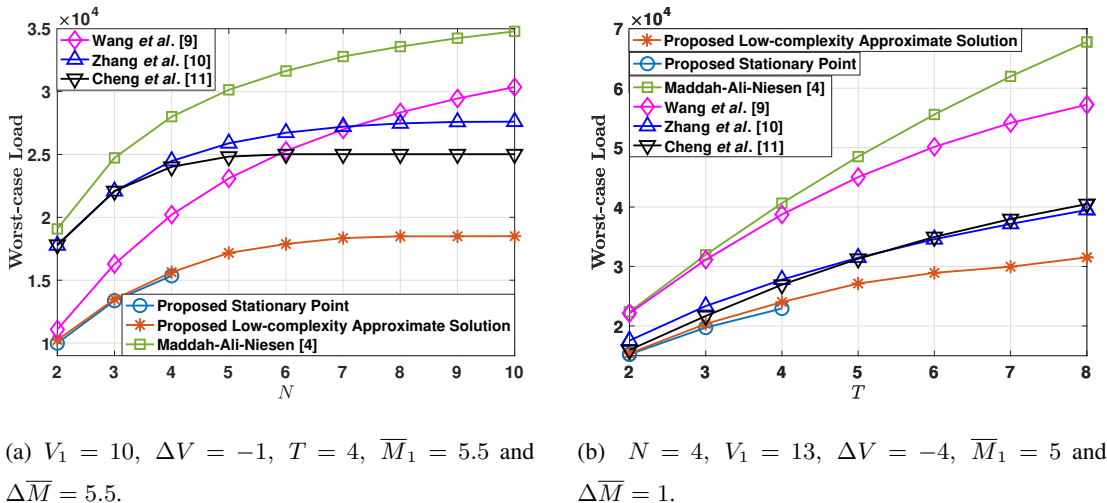 ×10⁴
3.5
3
2.5
2
1.5
1
Worst-case Load
Wang et al. [9]
Zhang et al. [10]
Cheng et al. [11]
Proposed Stationary Point
Proposed Low-complexity Approximate Solution
Maddah-Ali-Niesen [4]
2 3 4 5 6 7 8 9 10
N
(a) V₁ = 10, ΔV = −1, T = 4, M̅₁ = 5.5 and
ΔM̅ = 5.5.
×10⁴
7
6
5
4
3
2
Worst-case Load
Proposed Low-complexity Approximate Solution
Proposed Stationary Point
Maddah-Ali-Niesen [4]
Wang et al. [9]
Zhang et al. [10]
Cheng et al. [11]
2 3 4 5 6 7 8
T
(b) N = 4, V₁ = 13, ΔV = −4, M̅₁ = 5 and
ΔM̅ = 1.